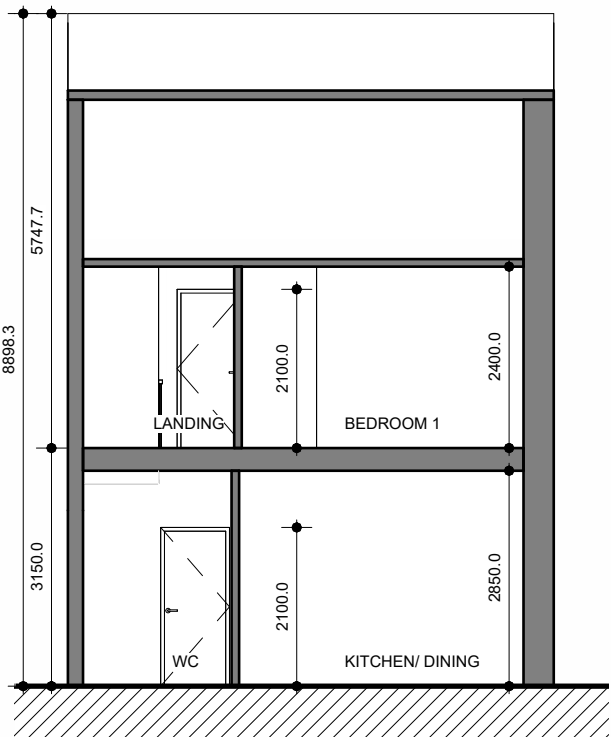 5747.7
8898.3
2100.0
2400.0
LANDING
BEDROOM 1
3150.0
2100.0
2850.0
WC
KITCHEN/ DINING